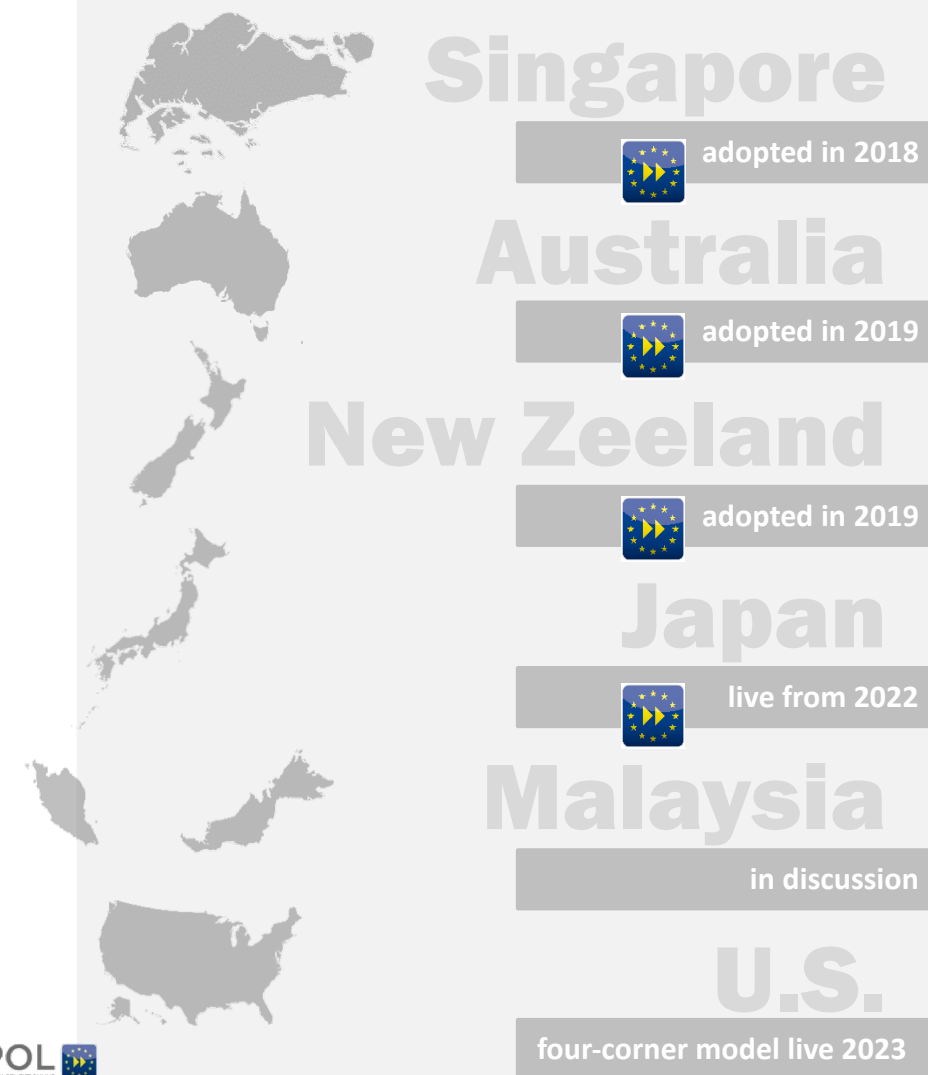 Singapore
adopted in 2018
Australia
adopted in 2019
New Zeeland
adopted in 2019
Japan
live from 2022
Malaysia
in discussion
U.S.
four-corner model live 2023